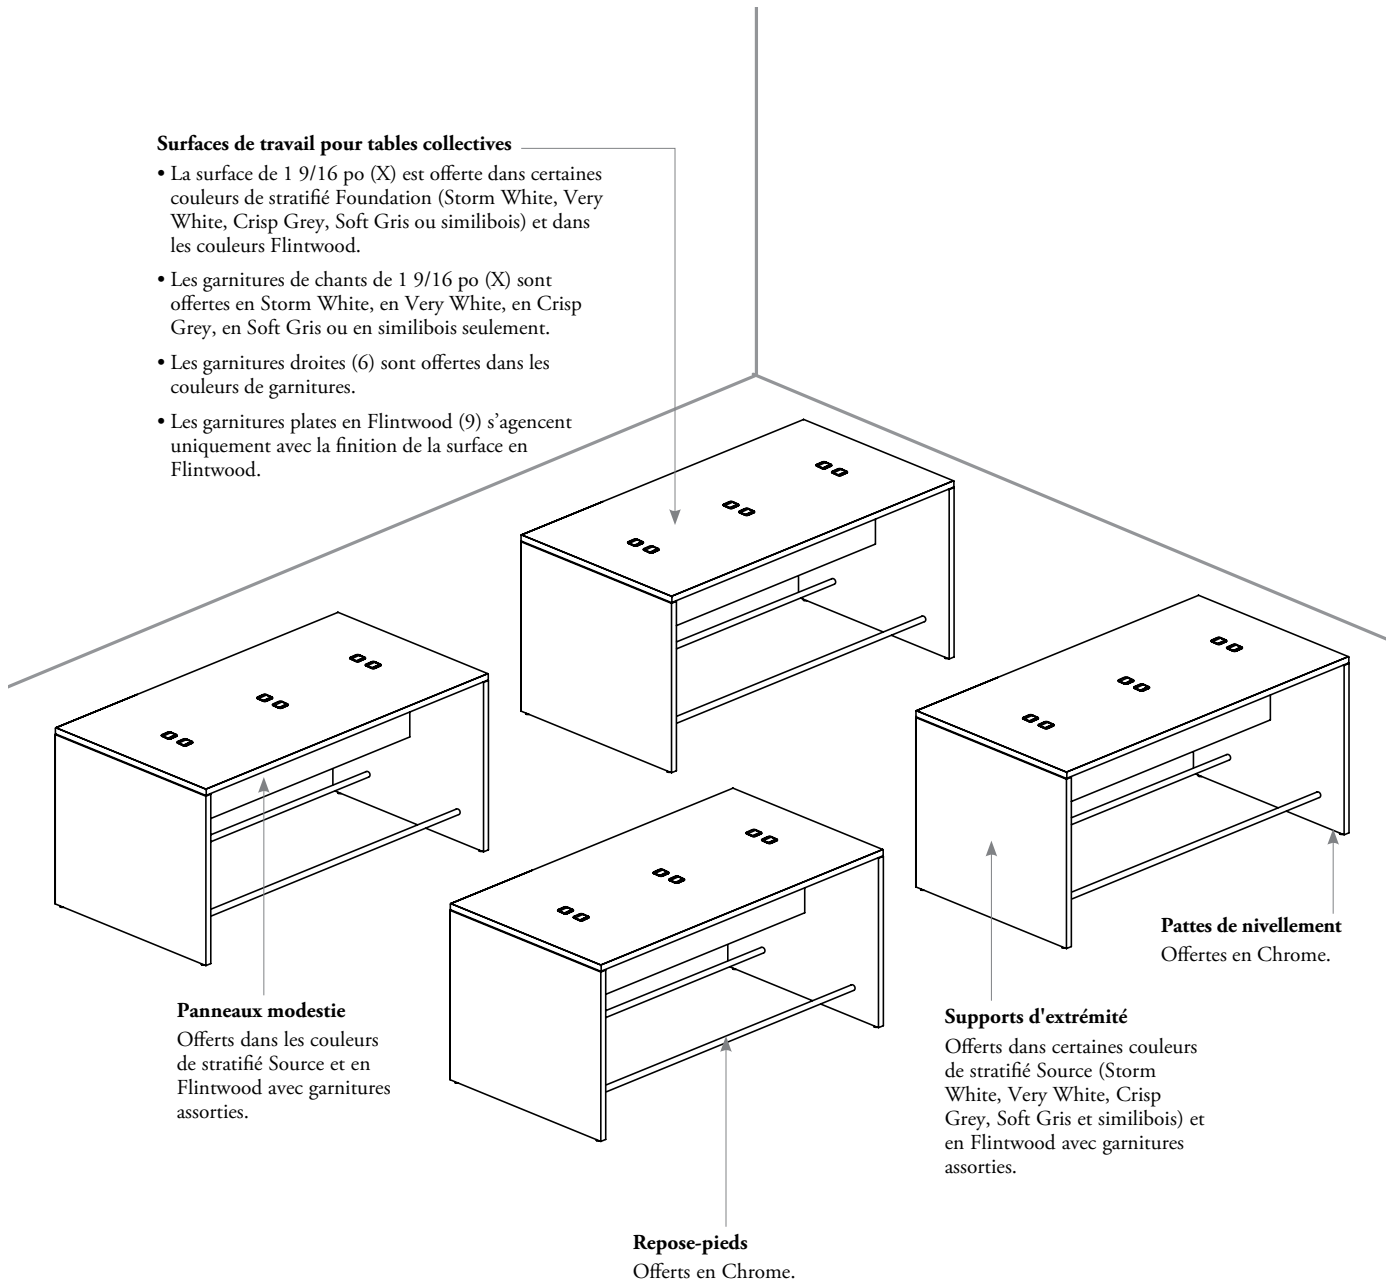 Surfaces de travail pour tables collectives
• La surface de 1 9/16 po (X) est offerte dans certaines
couleurs de stratifié Foundation (Storm White, Very
White, Crisp Grey, Soft Gris ou similibois) et dans
les couleurs Flintwood.
• Les garnitures de chants de 1 9/16 po (X) sont
offertes en Storm White, en Very White, en Crisp
Grey, en Soft Gris ou en similibois seulement.
• Les garnitures droites (6) sont offertes dans les
couleurs de garnitures.
• Les garnitures plates en Flintwood (9) s’agencent
uniquement avec la finition de la surface en
Flintwood.
Pattes de nivellement
Offertes en Chrome.
Panneaux modestie
Offerts dans les couleurs
de stratifié Source et en
Flintwood avec garnitures
assorties.
Supports d'extrémité
Offerts dans certaines couleurs
de stratifié Source (Storm
White, Very White, Crisp
Grey, Soft Gris et similibois) et
en Flintwood avec garnitures
assorties.
Repose-pieds
Offerts en Chrome.